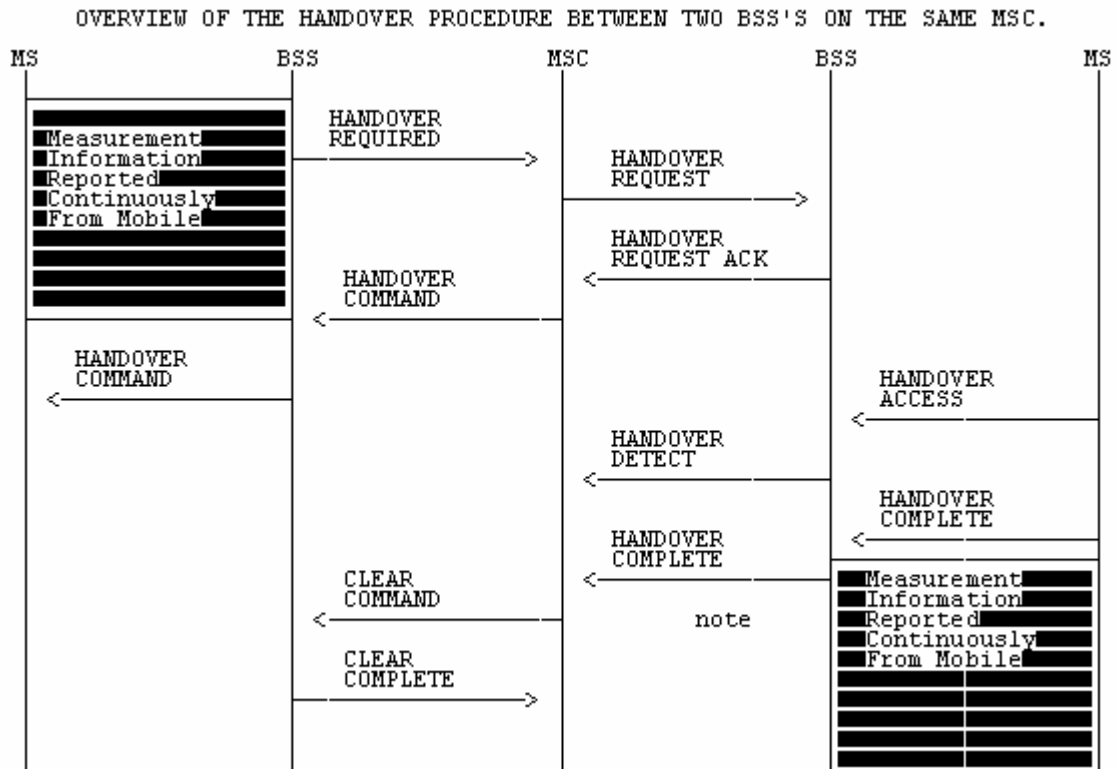 OVERVIEW OF THE HANDOVER PROCEDURE BETWEEN TWO BSS'S ON THE SAME MSC.
MS BSS MSC BSS MS
HANDOVER
REQUIRED
Measurement
Information
Reported
Continuously
From Mobile
HANDOVER
REQUEST
HANDOVER
REQUEST ACK
HANDOVER
COMMAND
HANDOVER
COMMAND
HANDOVER
ACCESS
HANDOVER
DETECT
HANDOVER
COMPLETE
HANDOVER
COMPLETE
CLEAR
COMMAND
note
Measurement
Information
Reported
Continuously
From Mobile
CLEAR
COMPLETE